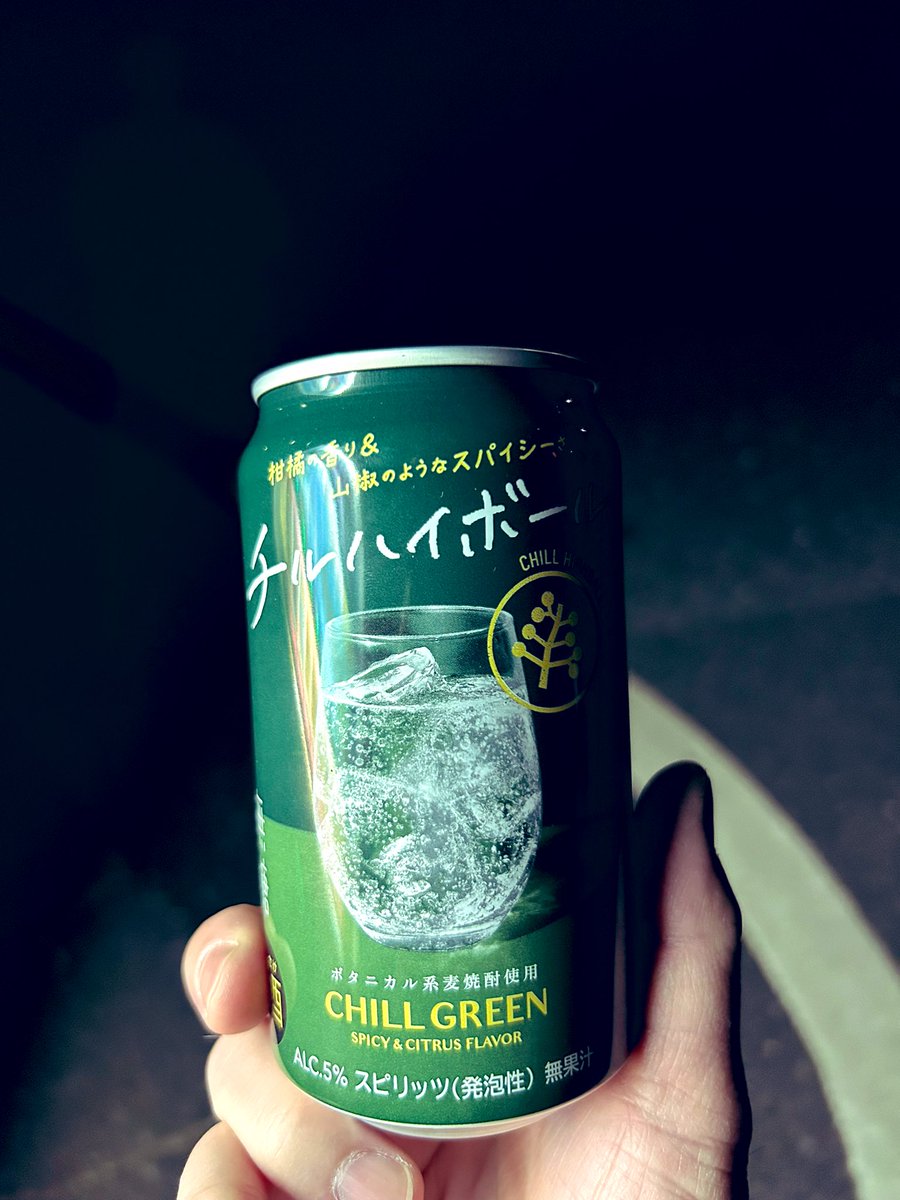 柑橘の香り&
山椒のようなスパイシーさ
チルハイボール
CHILL
ボタニカル系麦焼酎使用
CHILL GREEN
SPICY & CITRUS FLAVOR
ALC.5% スピリッツ(発泡性) 無果汁